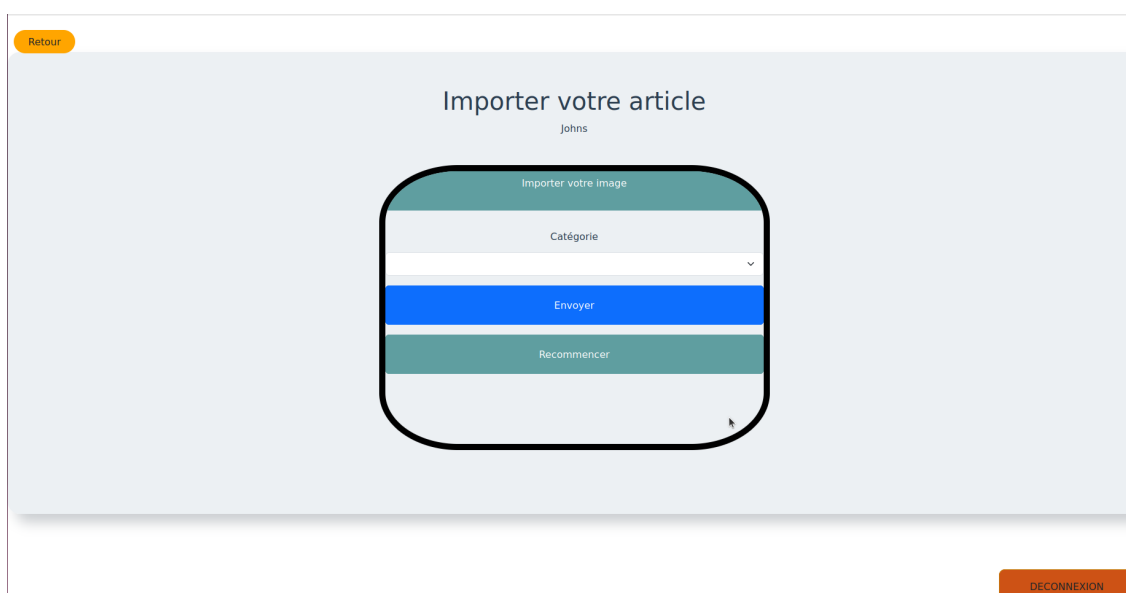 Retour
Importer votre article
Johns
Importer votre image
Catégorie
Envoyer
Recommencer
DECONNEXION